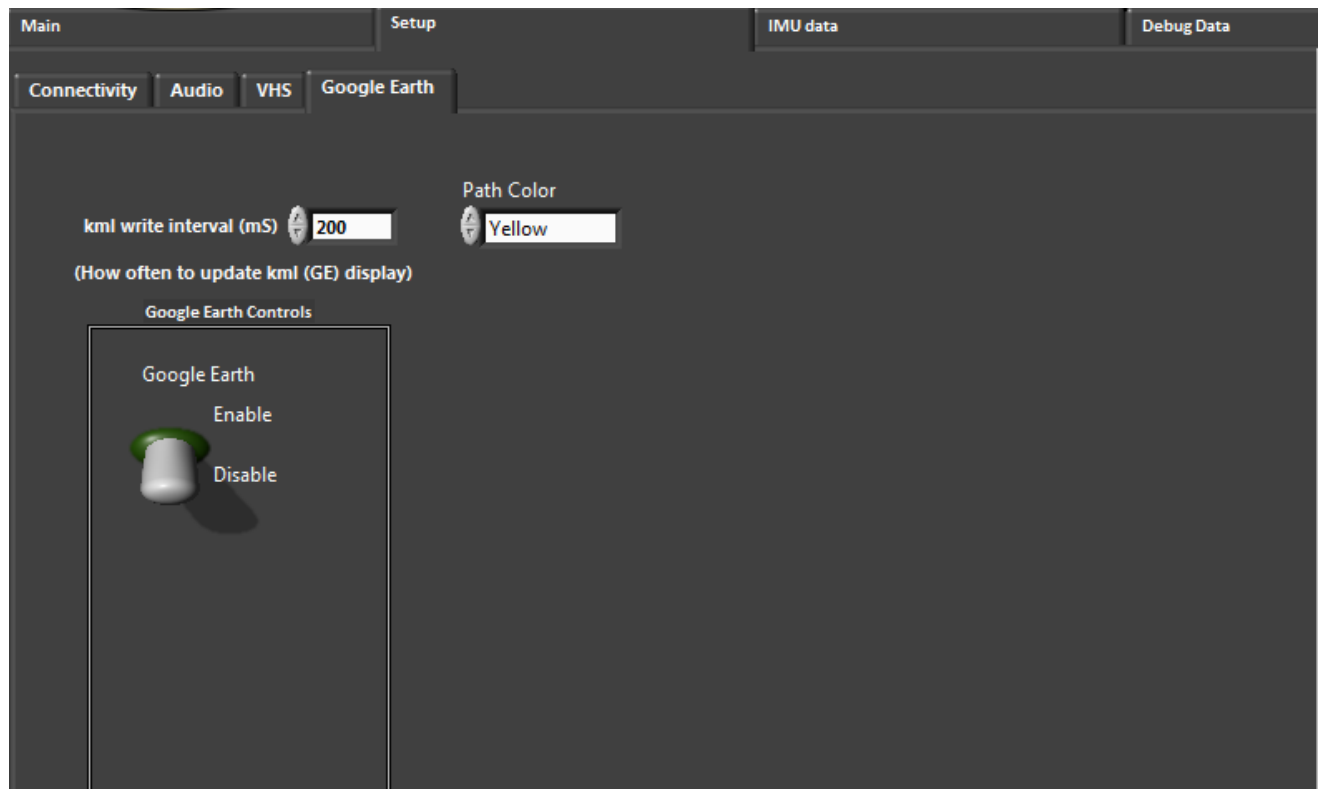 Main Setup IMU data Debug Data
Connectivity Audio VHS Google Earth
Path Color
kml write interval (mS) 200 Yellow
(How often to update kml (GE) display)
Google Earth Controls
Google Earth
Enable
Disable